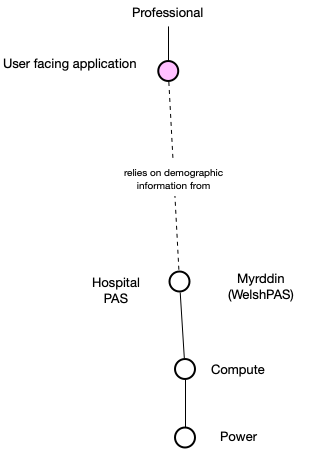 Professional
User facing application
relies on demographic
information from
Hospital
PAS
Myrddin
(WelshPAS)
Compute
Power